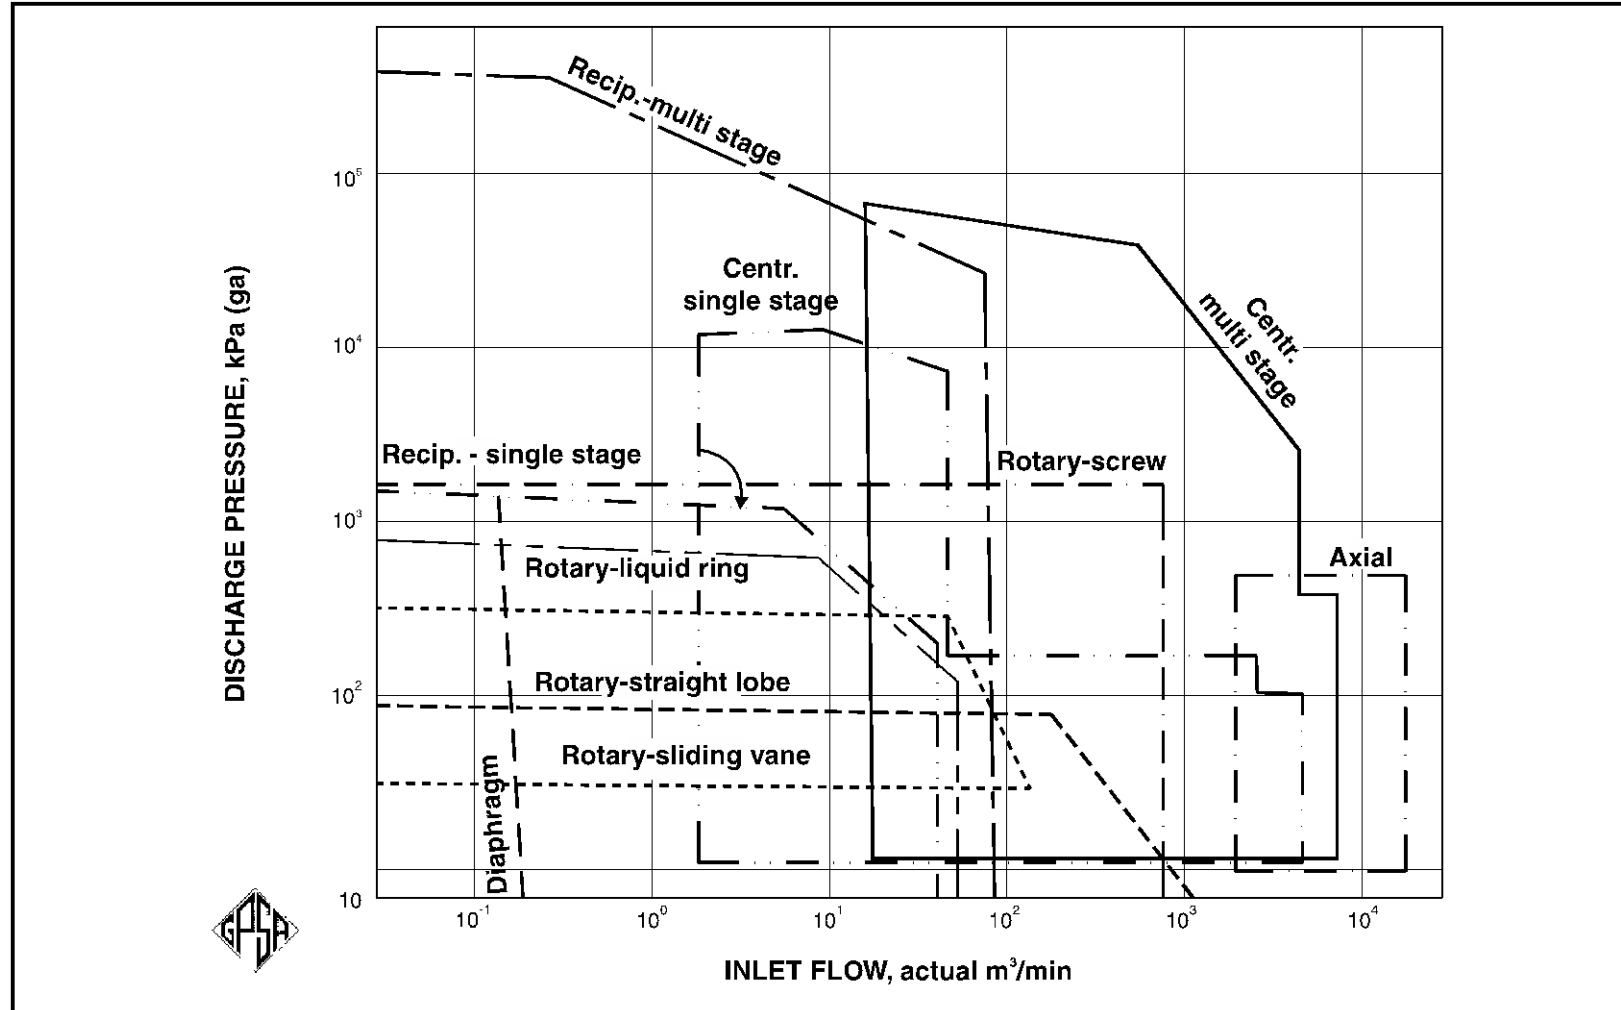 Recip.-multi stage
10⁵
Centr.
single stage
Centr.
multi stage
DISCHARGE PRESSURE, kPa (ga)
10⁴
Recip. - single stage
Rotary-screw
10³
Axial
Rotary-liquid ring
Rotary-straight lobe
10²
Rotary-sliding vane
Diaphragm
10
10⁻¹
10⁰
10¹
10²
10³
10⁴
GPSA
INLET FLOW, actual m³/min